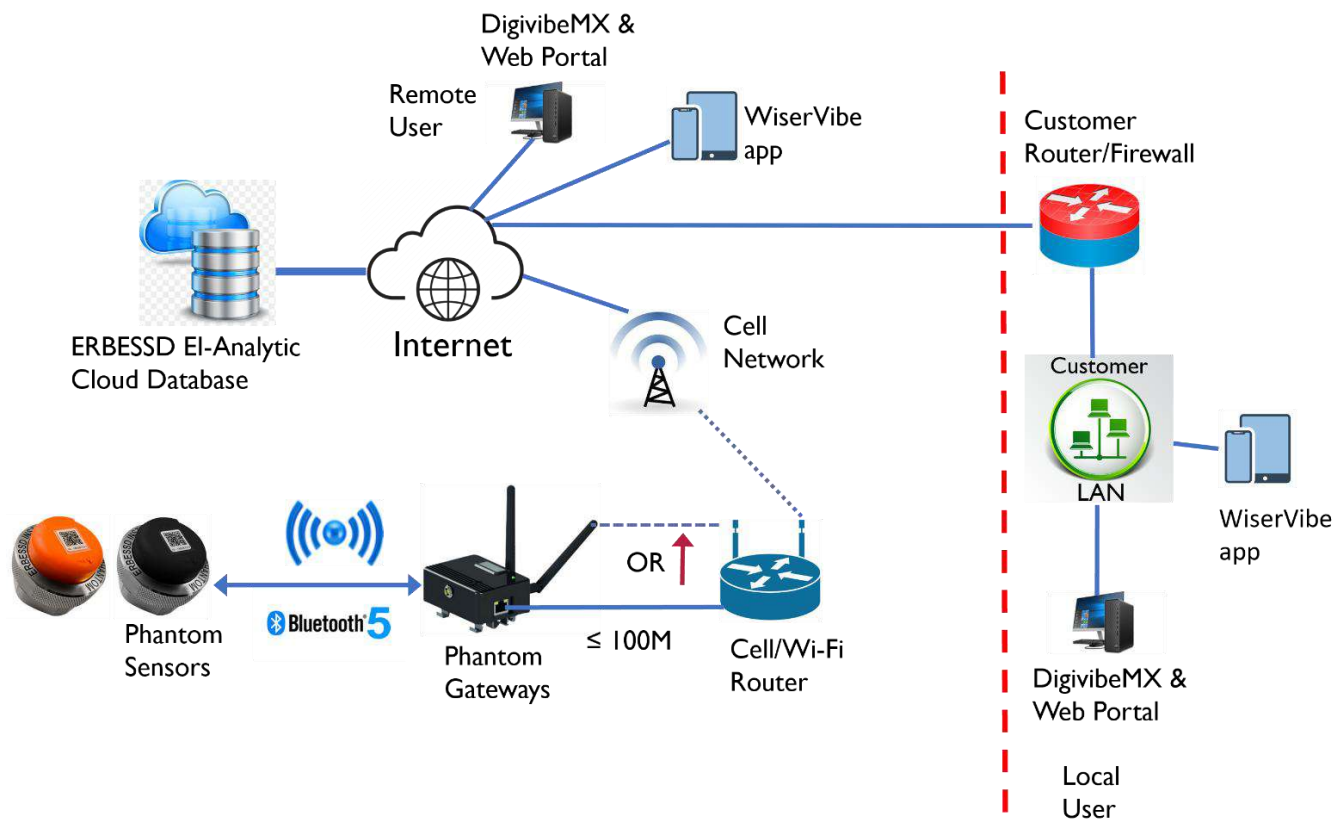 DigivibeMX &
Web Portal
Remote
User
WiserVibe
app
Customer
Router/Firewall
ERBESSD EI-Analytic
Cloud Database
Internet
Cell
Network
Customer
LAN
WiserVibe
app
Phantom
Sensors
Bluetooth 5
Phantom
Gateways
≤ 100M
OR
Cell/Wi-Fi
Router
DigivibeMX &
Web Portal
Local
User